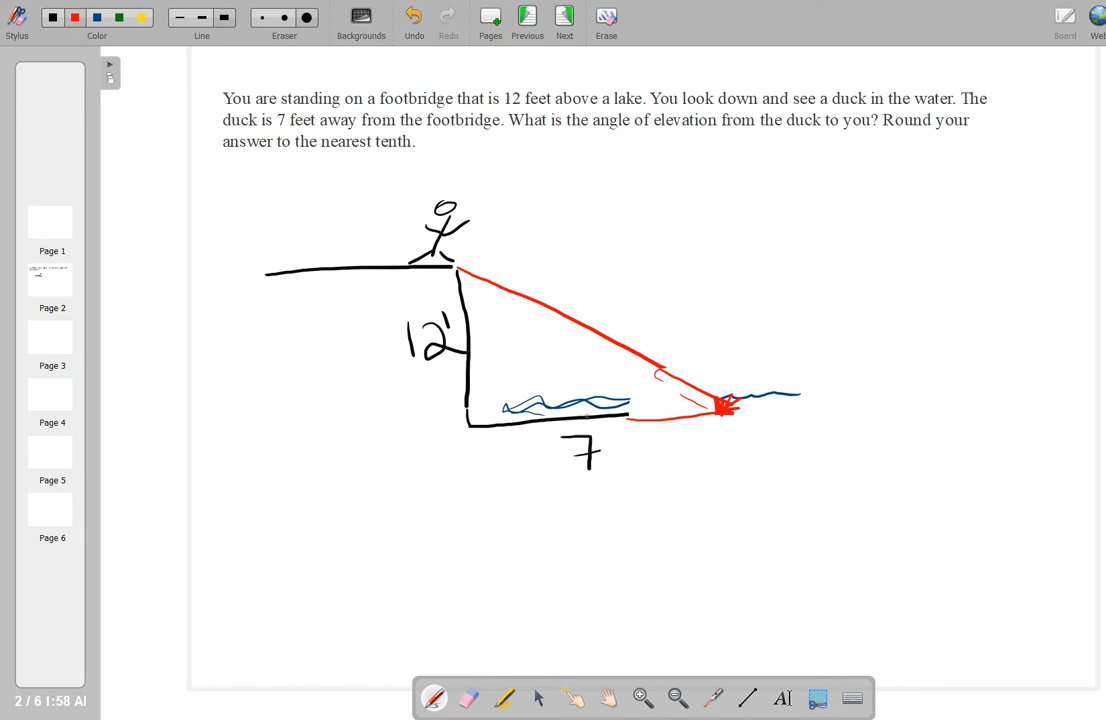 Stylus
Color
Line
Eraser
Backgrounds
Undo
Redo
Pages
Previous
Next
Erase
Board
Web
You are standing on a footbridge that is 12 feet above a lake. You look down and see a duck in the water. The
duck is 7 feet away from the footbridge. What is the angle of elevation from the duck to you? Round your
answer to the nearest tenth.
12'
7
Page 1
Page 2
Page 3
Page 4
Page 5
Page 6
2 / 6 1:58 AI